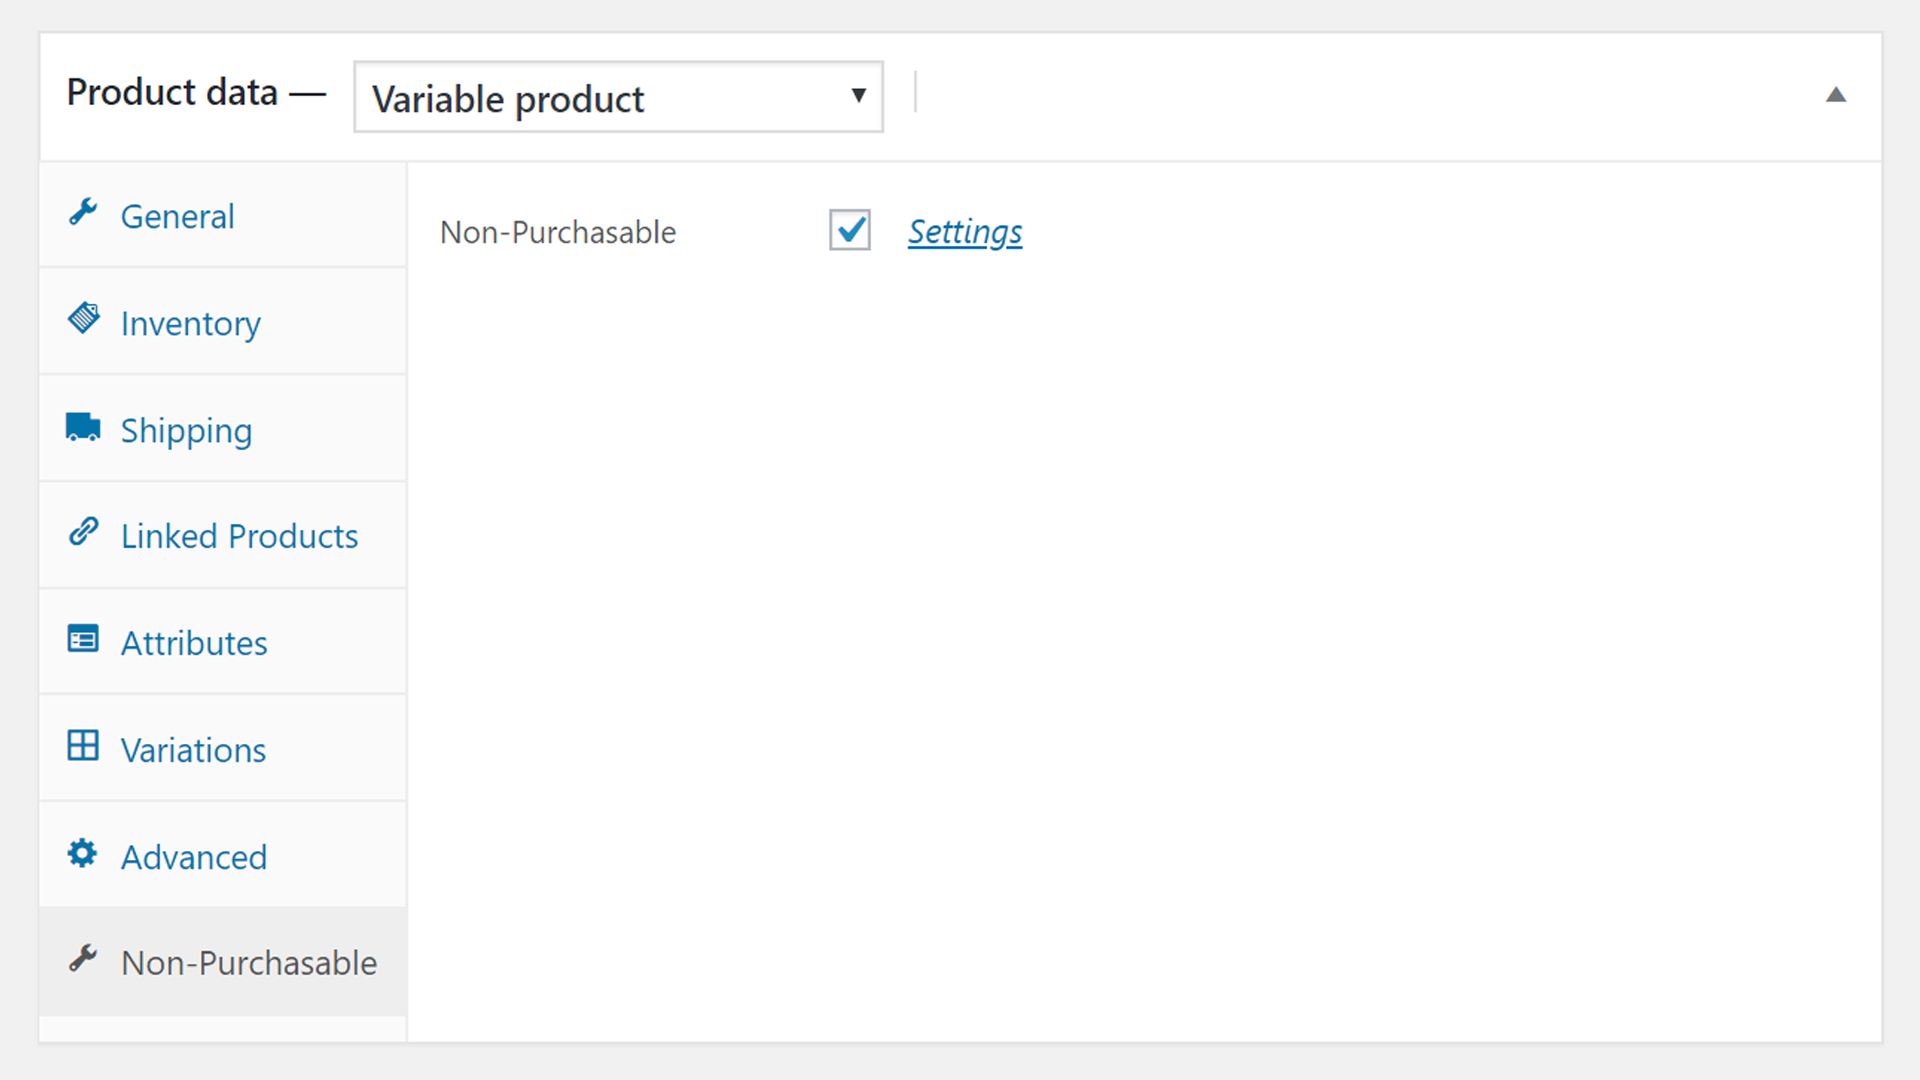 Product data — Variable product
General
Non-Purchasable Settings
Inventory
Shipping
Linked Products
Attributes
Variations
Advanced
Non-Purchasable